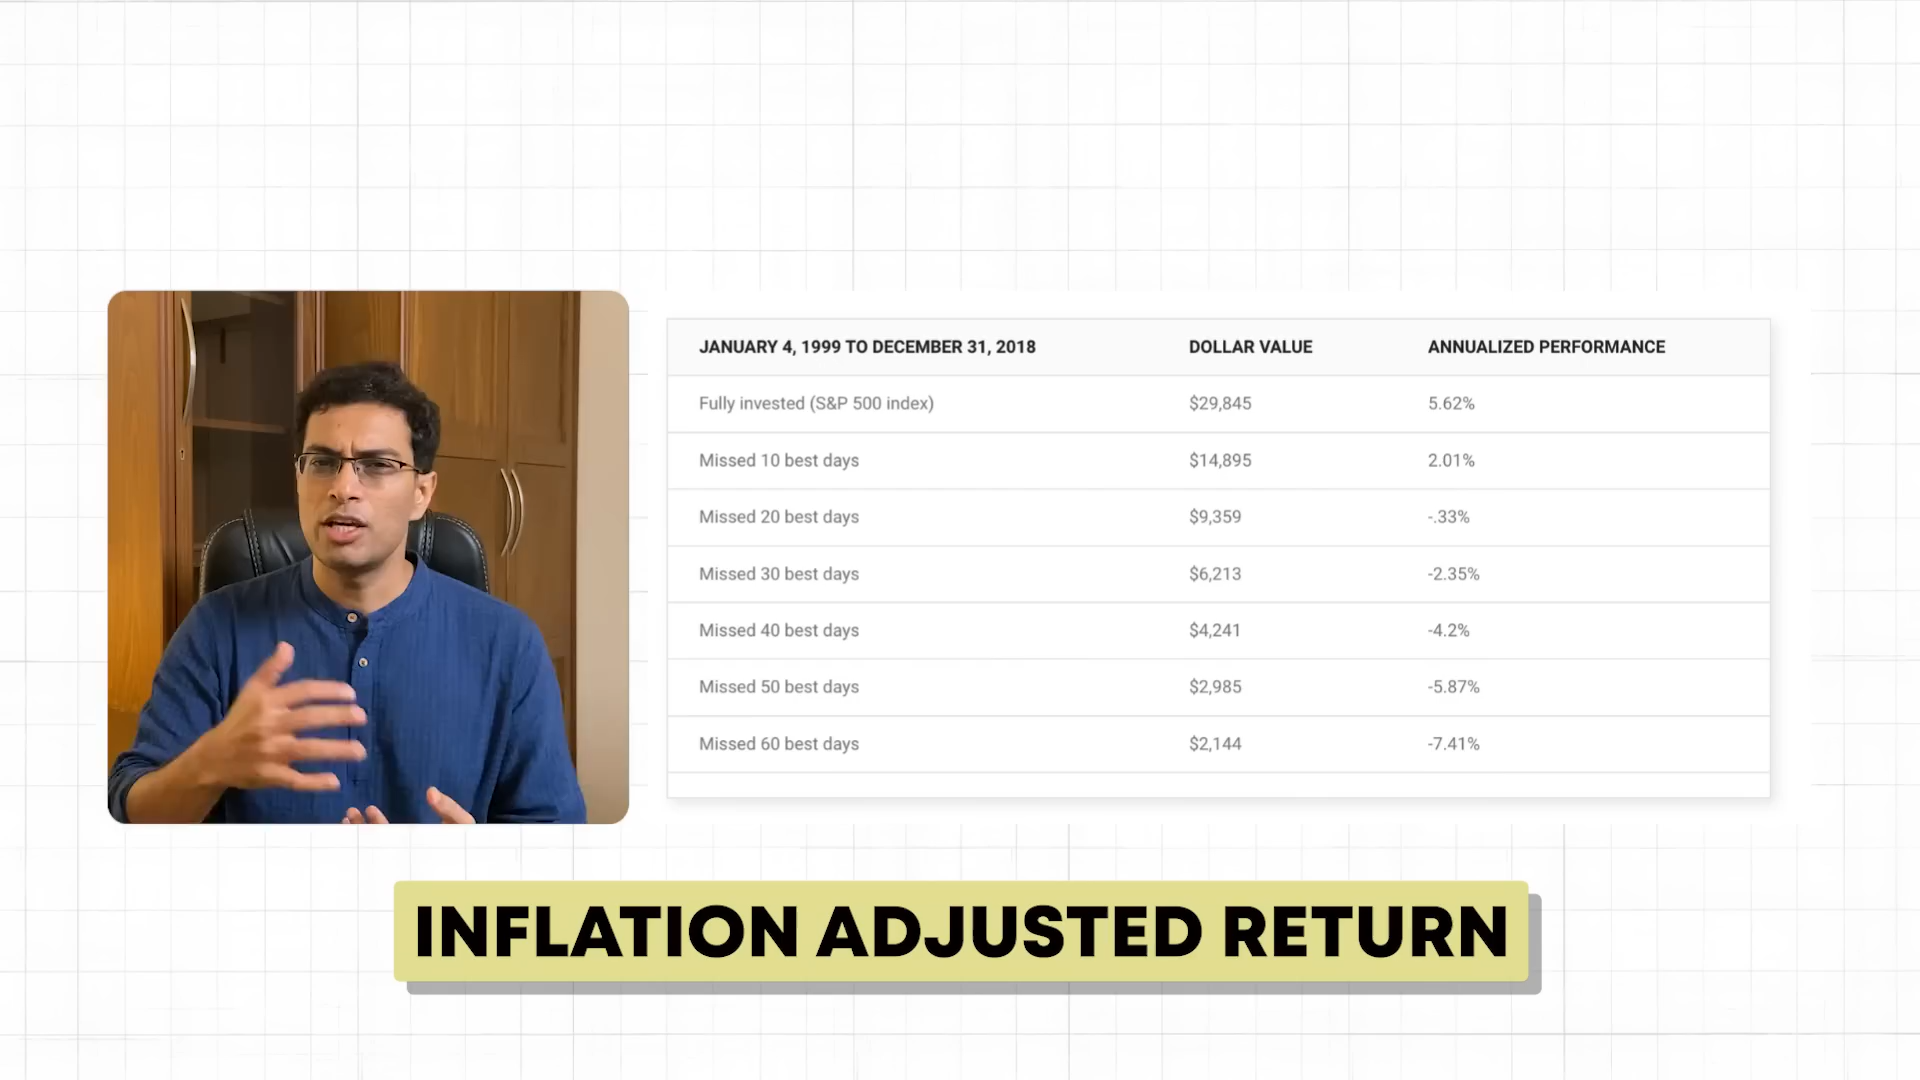 JANUARY 4, 1999 TO DECEMBER 31, 2018 DOLLAR VALUE ANNUALIZED PERFORMANCE
Fully invested (S&P 500 index) $29,845 5.62%
Missed 10 best days $14,895 2.01%
Missed 20 best days $9,359 -.33%
Missed 30 best days $6,213 -2.35%
Missed 40 best days $4,241 -4.2%
Missed 50 best days $2,985 -5.87%
Missed 60 best days $2,144 -7.41%
INFLATION ADJUSTED RETURN